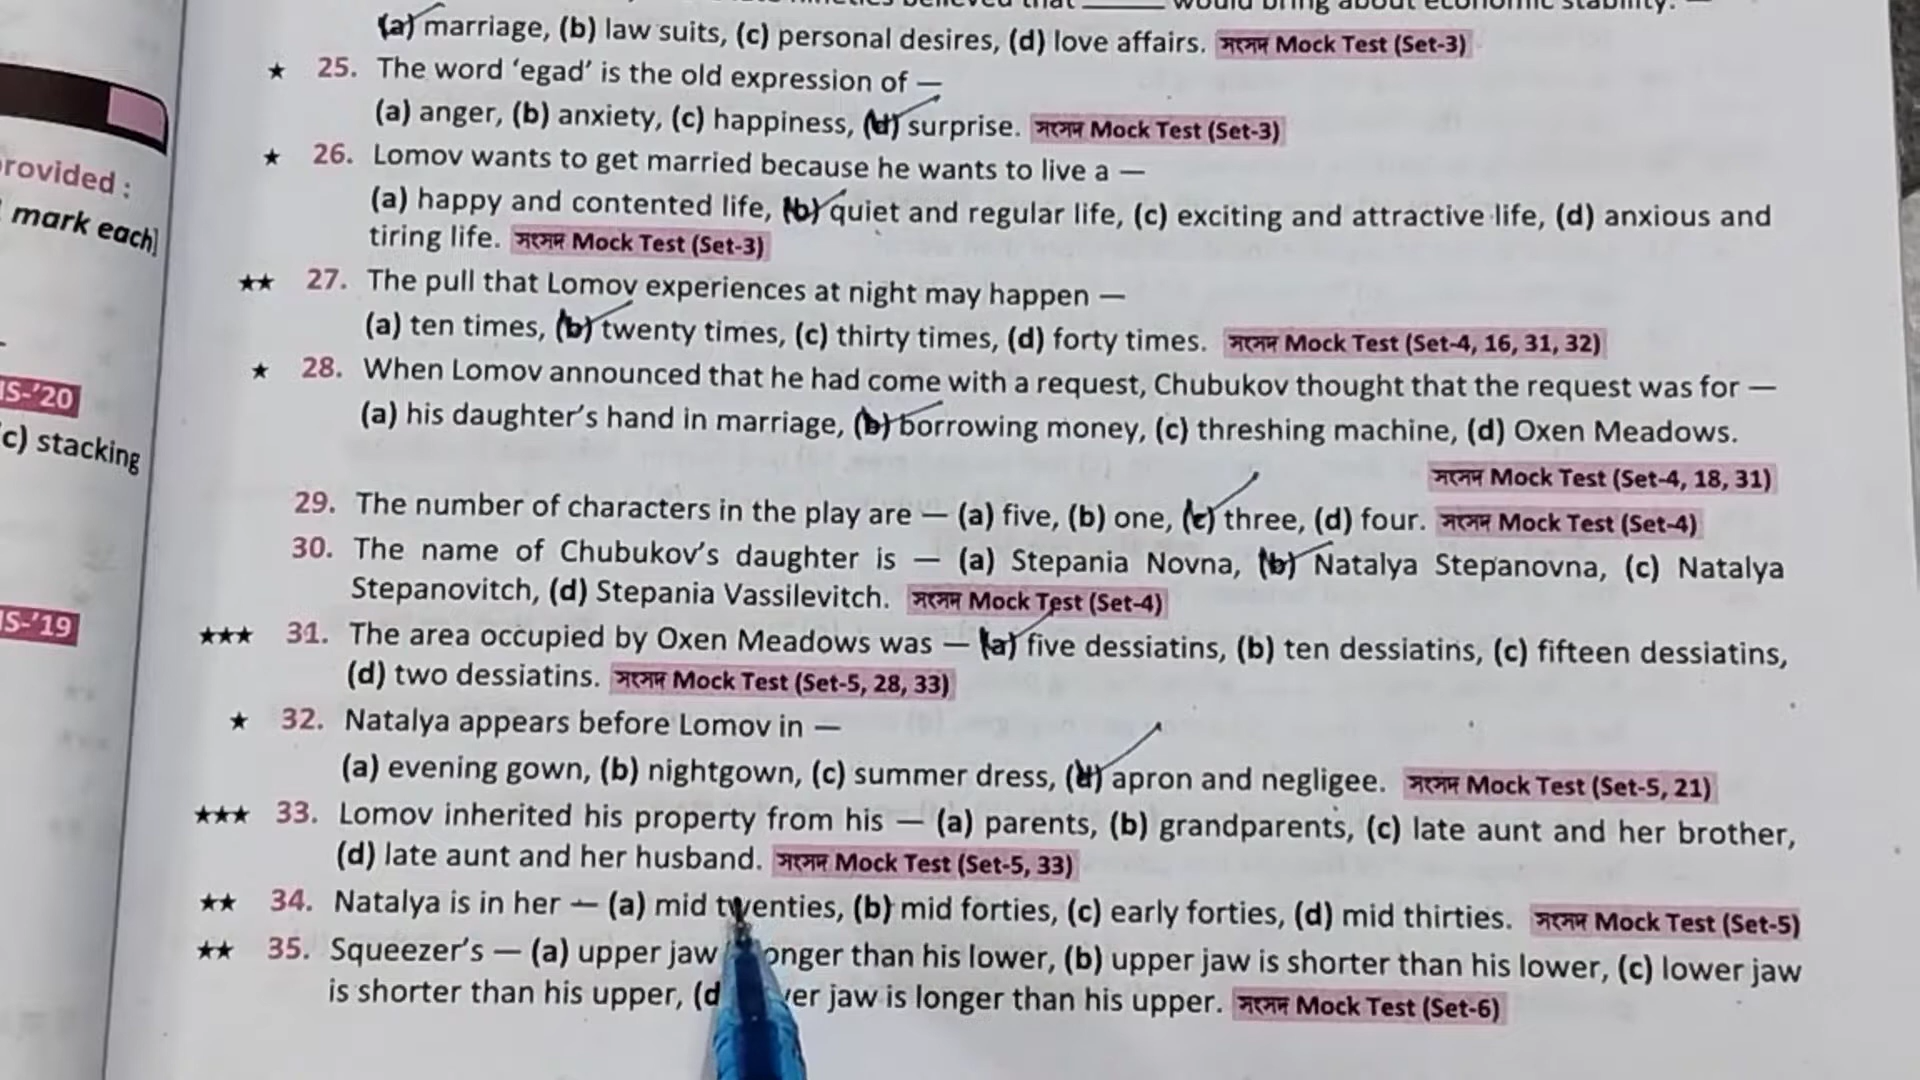 believed that ______ would bring about economic stability. —
(a) marriage, (b) law suits, (c) personal desires, (d) love affairs. সংসদ Mock Test (Set-3)
★ 25. The word ‘egad’ is the old expression of —
(a) anger, (b) anxiety, (c) happiness, (d) surprise. সংসদ Mock Test (Set-3)
★ 26. Lomov wants to get married because he wants to live a —
(a) happy and contented life, (b) quiet and regular life, (c) exciting and attractive life, (d) anxious and
tiring life. সংসদ Mock Test (Set-3)
★★ 27. The pull that Lomov experiences at night may happen —
(a) ten times, (b) twenty times, (c) thirty times, (d) forty times. সংসদ Mock Test (Set-4, 16, 31, 32)
★ 28. When Lomov announced that he had come with a request, Chubukov thought that the request was for —
(a) his daughter’s hand in marriage, (b) borrowing money, (c) threshing machine, (d) Oxen Meadows.
সংসদ Mock Test (Set-4, 18, 31)
29. The number of characters in the play are — (a) five, (b) one, (c) three, (d) four. সংসদ Mock Test (Set-4)
30. The name of Chubukov’s daughter is — (a) Stepania Novna, (b) Natalya Stepanovna, (c) Natalya
Stepanovitch, (d) Stepania Vassilevitch. সংসদ Mock Test (Set-4)
★★★ 31. The area occupied by Oxen Meadows was — (a) five dessiatins, (b) ten dessiatins, (c) fifteen dessiatins,
(d) two dessiatins. সংসদ Mock Test (Set-5, 28, 33)
★ 32. Natalya appears before Lomov in —
(a) evening gown, (b) nightgown, (c) summer dress, (d) apron and negligee. সংসদ Mock Test (Set-5, 21)
★★★ 33. Lomov inherited his property from his — (a) parents, (b) grandparents, (c) late aunt and her brother,
(d) late aunt and her husband. সংসদ Mock Test (Set-5, 33)
★★ 34. Natalya is in her — (a) mid twenties, (b) mid forties, (c) early forties, (d) mid thirties. সংসদ Mock Test (Set-5)
★★ 35. Squeezer’s — (a) upper jaw longer than his lower, (b) upper jaw is shorter than his lower, (c) lower jaw
is shorter than his upper, (d jaw is longer than his upper. সংসদ Mock Test (Set-6)
rovided :
mark each]
IS-’20
c) stacking
IS-’19